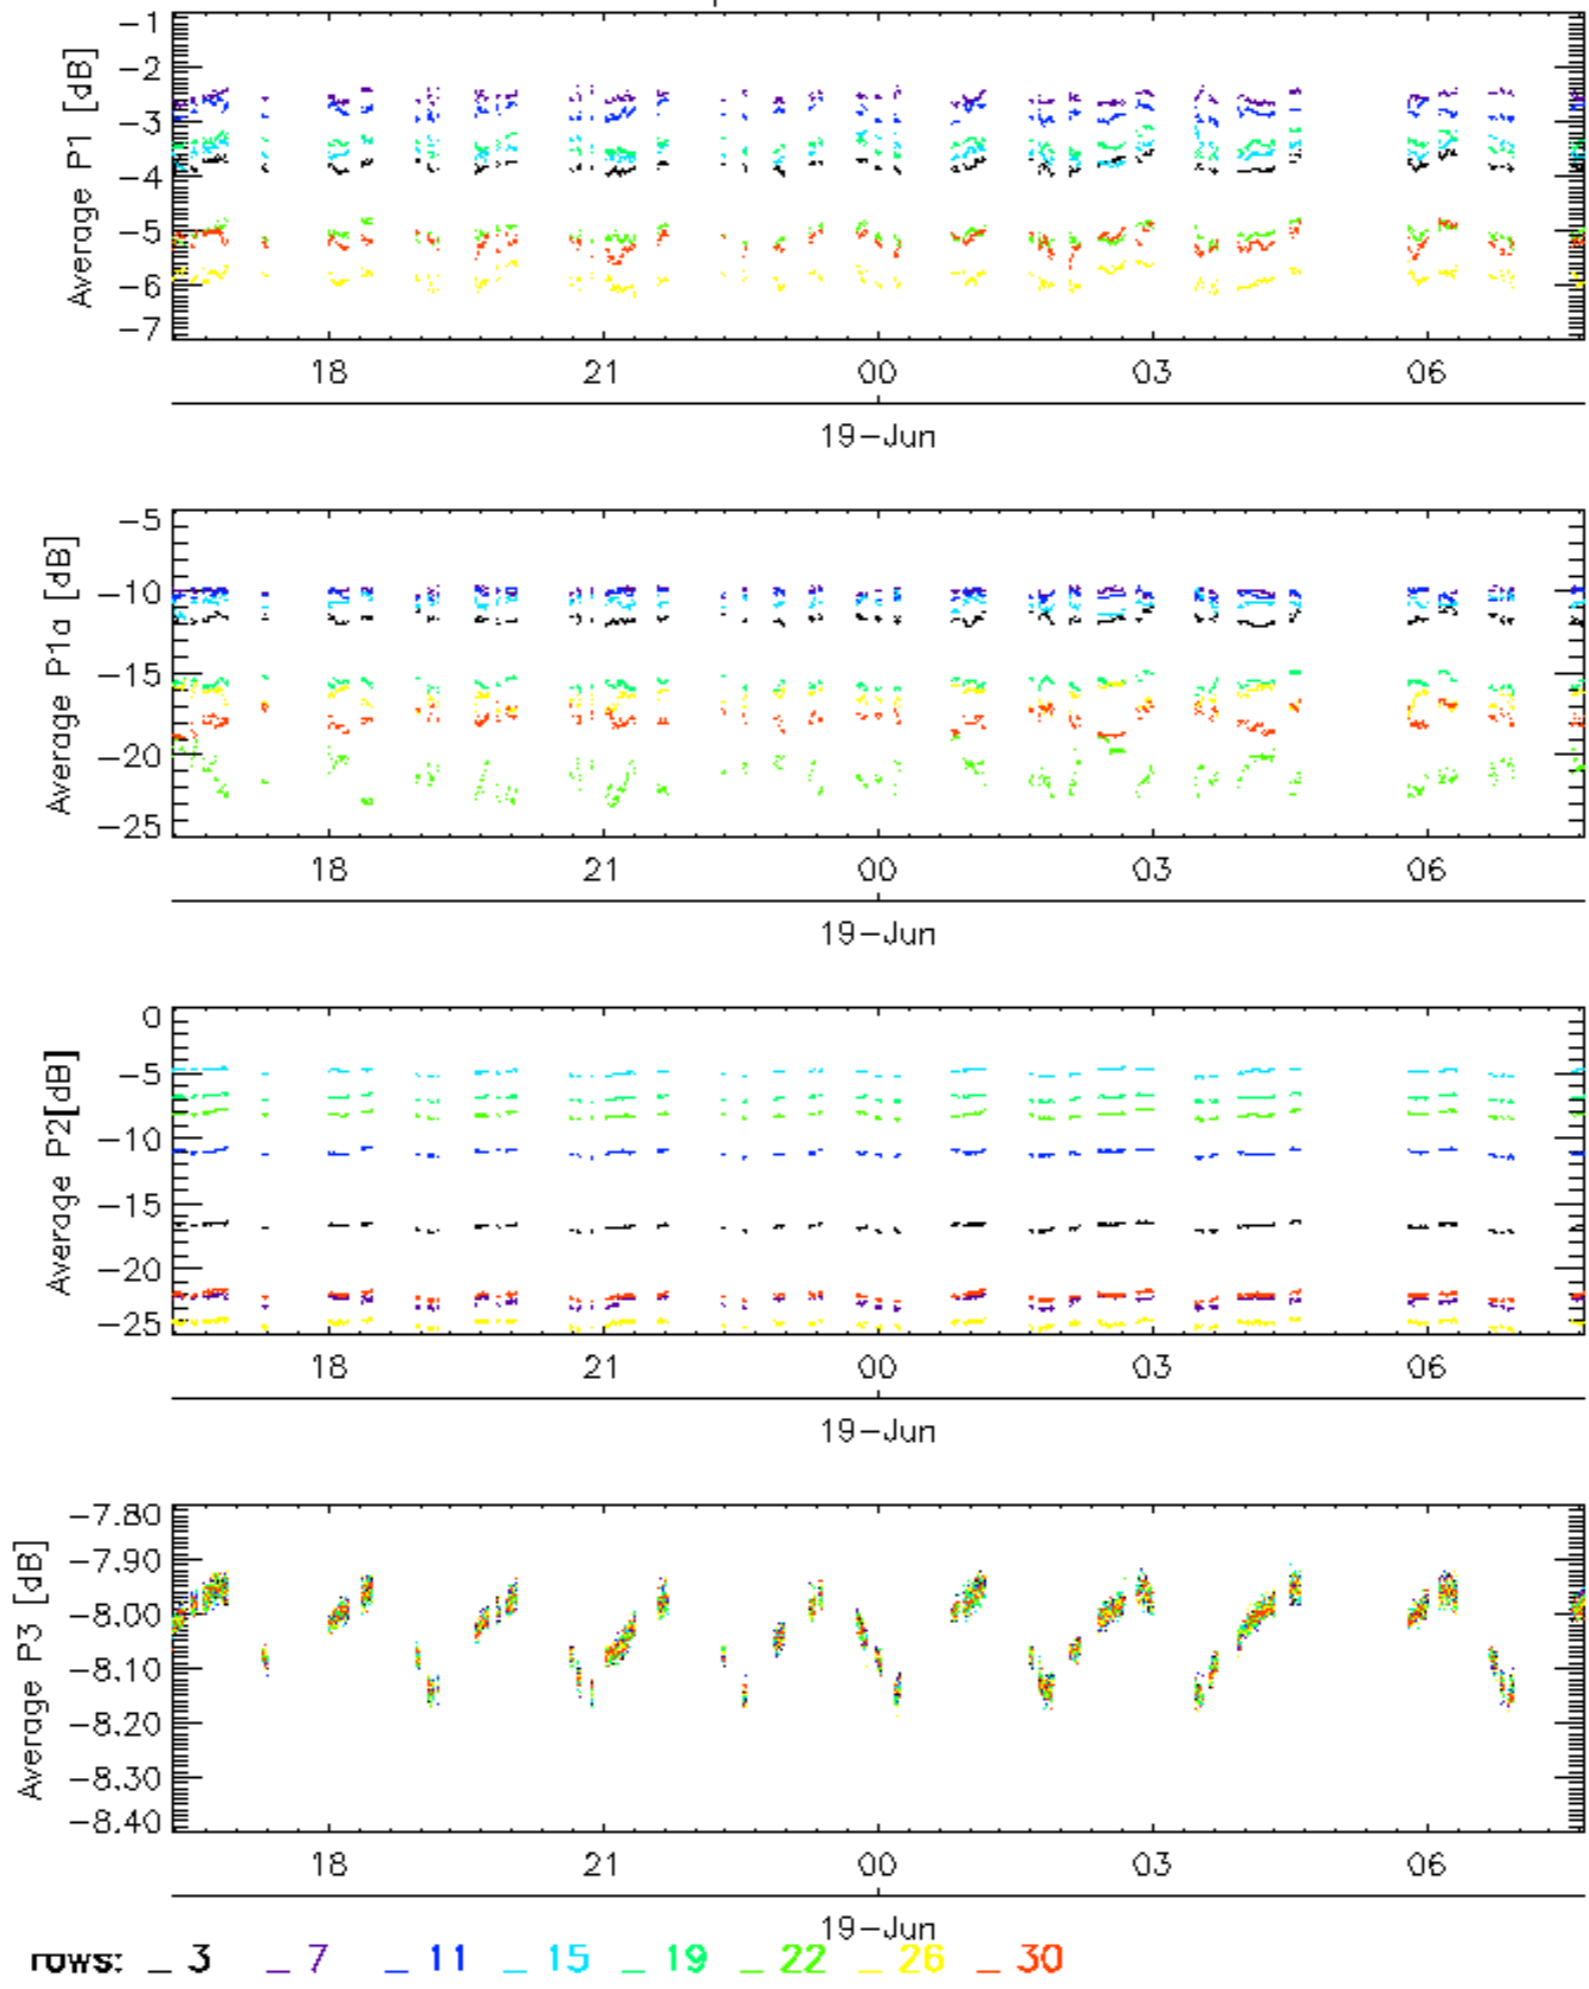 -1
-2
-3
-4
-5
-6
-7
Average P1 [dB]
18 21 00 03 06
19-Jun
-5
-10
-15
-20
-25
Average P1a [dB]
18 21 00 03 06
19-Jun
0
-5
-10
-15
-20
-25
Average P2[dB]
18 21 00 03 06
19-Jun
-7.80
-7.90
-8.00
-8.10
-8.20
-8.30
-8.40
Average P3 [dB]
18 21 00 03 06
19-Jun
rows: _ 3 _ 7 _ 11 _ 15 _ 19 _ 22 _ 26 _ 30